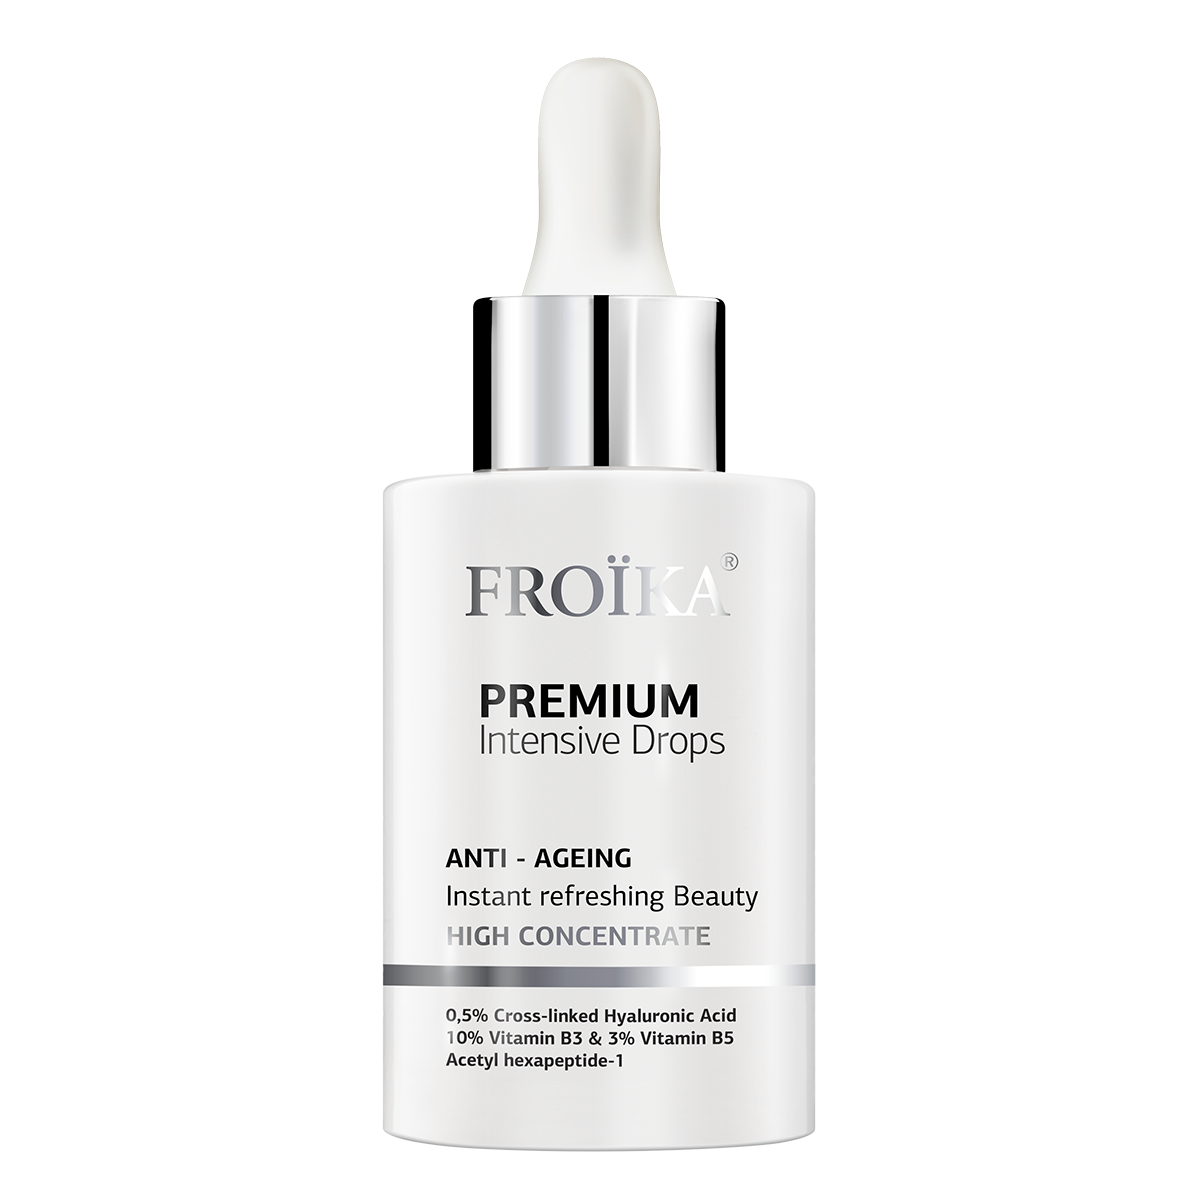 FROÏKA®
PREMIUM
Intensive Drops
ANTI - AGEING
Instant refreshing Beauty
HIGH CONCENTRATE
0,5% Cross-linked Hyaluronic Acid
10% Vitamin B3 & 3% Vitamin B5
Acetyl hexapeptide-1